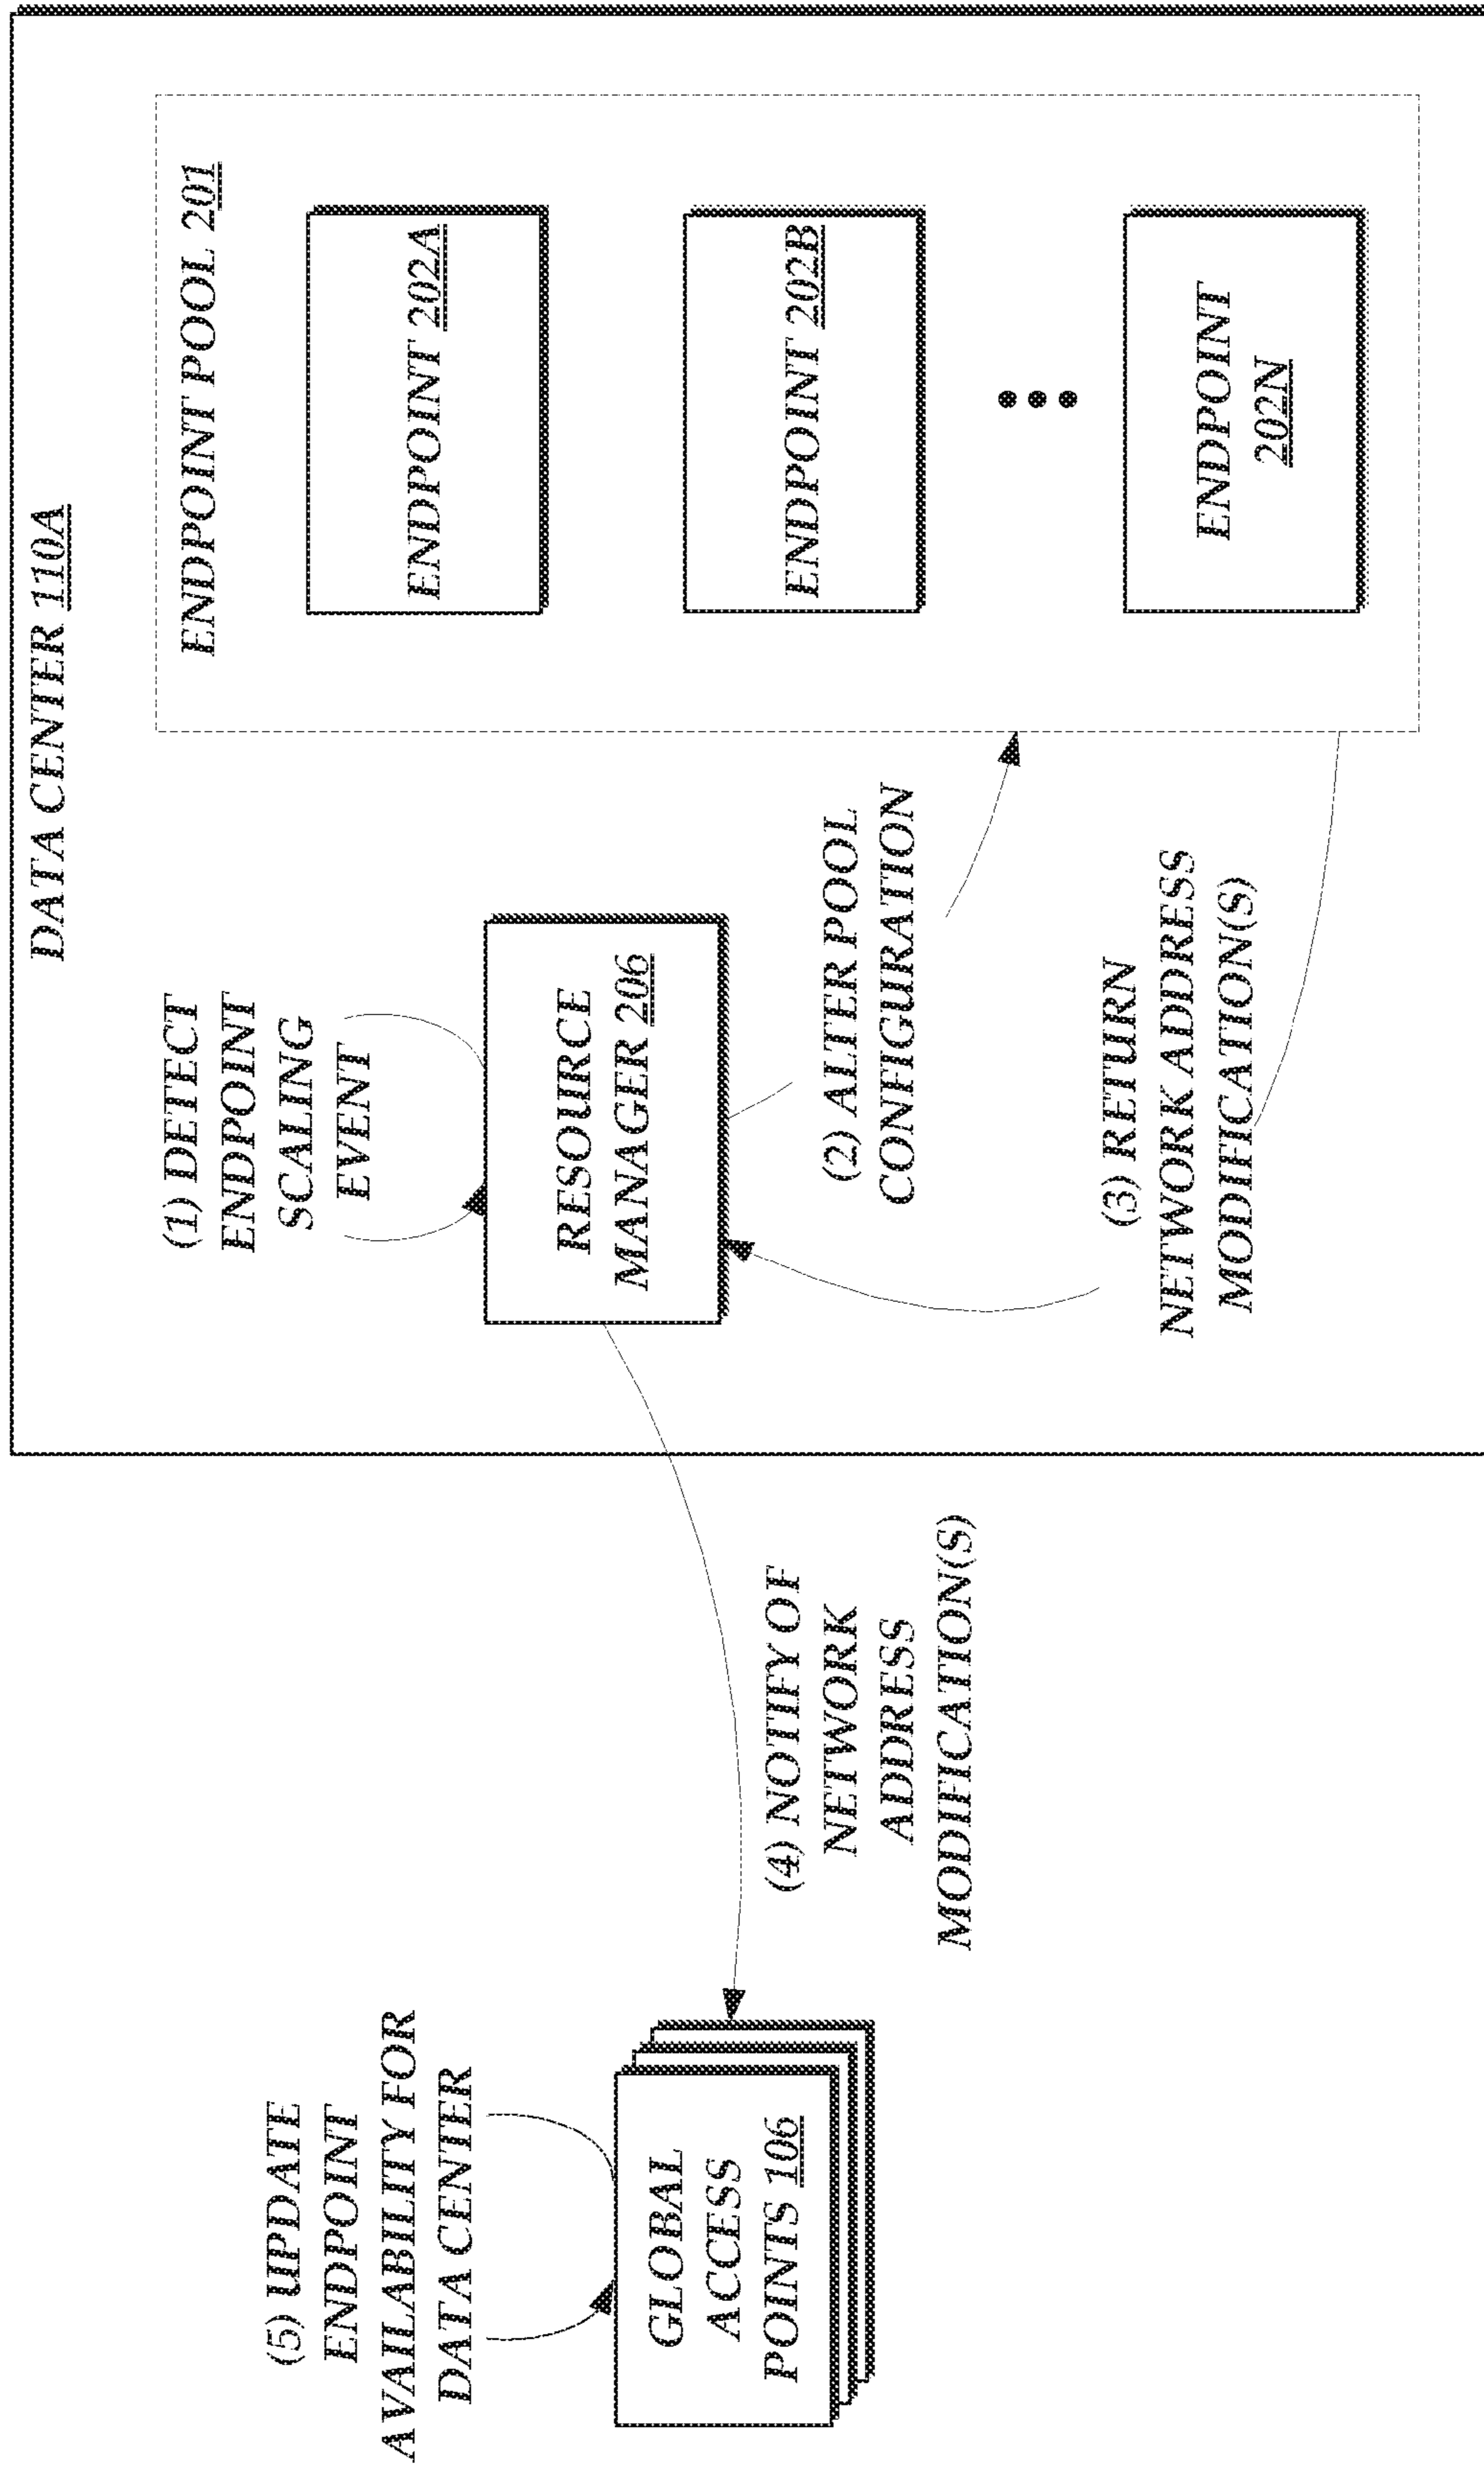 DATA CENTER 110A
ENDPOINT POOL 201
ENDPOINT 202A
ENDPOINT 202B
ENDPOINT
202N
(1) DETECT
ENDPOINT
SCALING
EVENT
RESOURCE
MANAGER 206
(2) ALTER POOL
CONFIGURATION
(3) RETURN
NETWORK ADDRESS
MODIFICATION(S)
(4) NOTIFY OF
NETWORK
ADDRESS
MODIFICATION(S)
(5) UPDATE
ENDPOINT
AVAILABILITY FOR
DATA CENTER
GLOBAL
ACCESS
POINTS 106